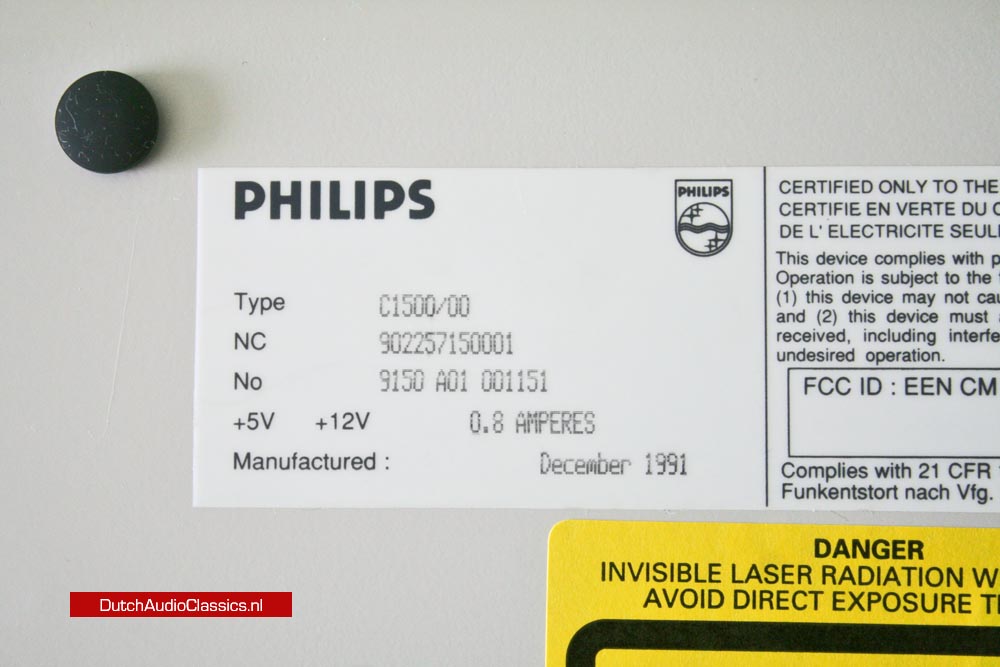 PHILIPS
PHILIPS
Type C1500/00
NC 902257150001
No 9150 A01 001151
+5V +12V 0.8 AMPERES
Manufactured : December 1991
CERTIFIED ONLY TO THE
CERTIFIE EN VERTE DU
DE L' ELECTRICITE
This device complies with
Operation is subject to the
(1) this device may not
and (2) this device must
received, including
undesired operation.
FCC ID : EEN CM
Complies with 21 CFR
Funkentstort nach Vfg.
DANGER
INVISIBLE LASER RADIATION
AVOID DIRECT EXPOSURE
DutchAudioClassics.nl